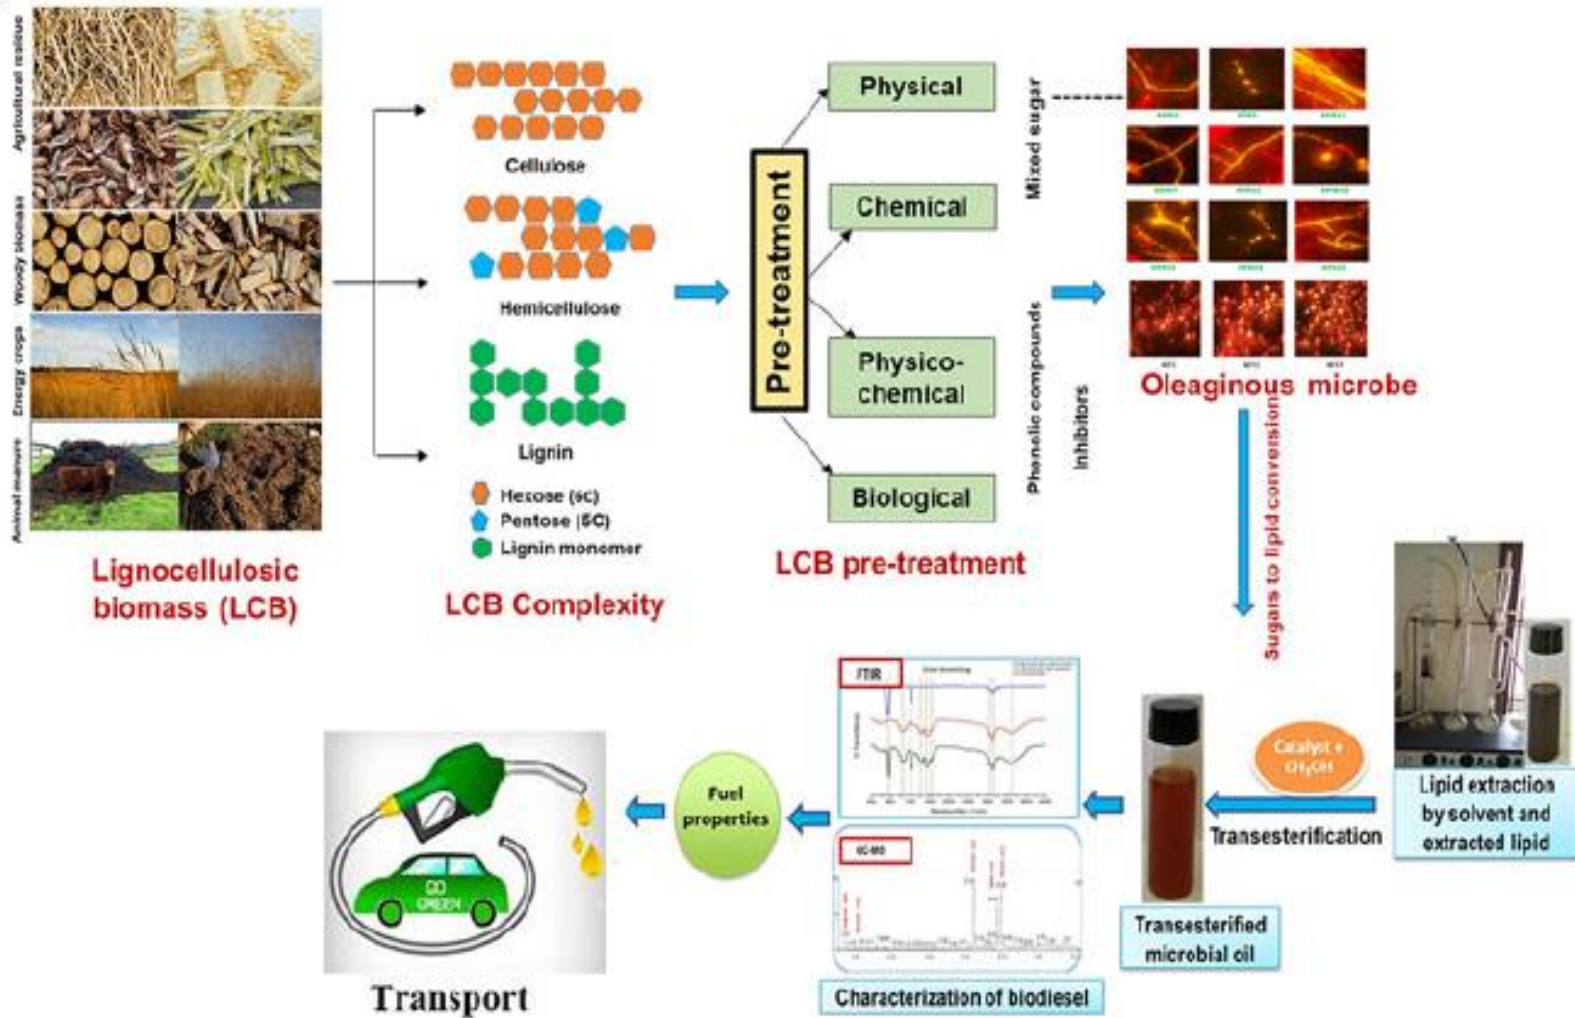 Agricultural residue
Woody biomass
Energy crops
Animal manure
Lignocellulosic
biomass (LCB)
Cellulose
Hemicellulose
Lignin
Hexose (6C)
Pentose (5C)
Lignin monomer
LCB Complexity
Pre-treatment
Physical
Chemical
Physico-
chemical
Biological
LCB pre-treatment
Mixed sugar
Phenolic compounds
Inhibitors
Oleaginous microbe
Sugars to lipid conversion
Lipid extraction
by solvent and
extracted lipid
Catalyst +
CH₃OH
Transesterification
Transesterified
microbial oil
FTIR
GC-MS
Characterization of biodiesel
Fuel
properties
GO
GREEN
Transport